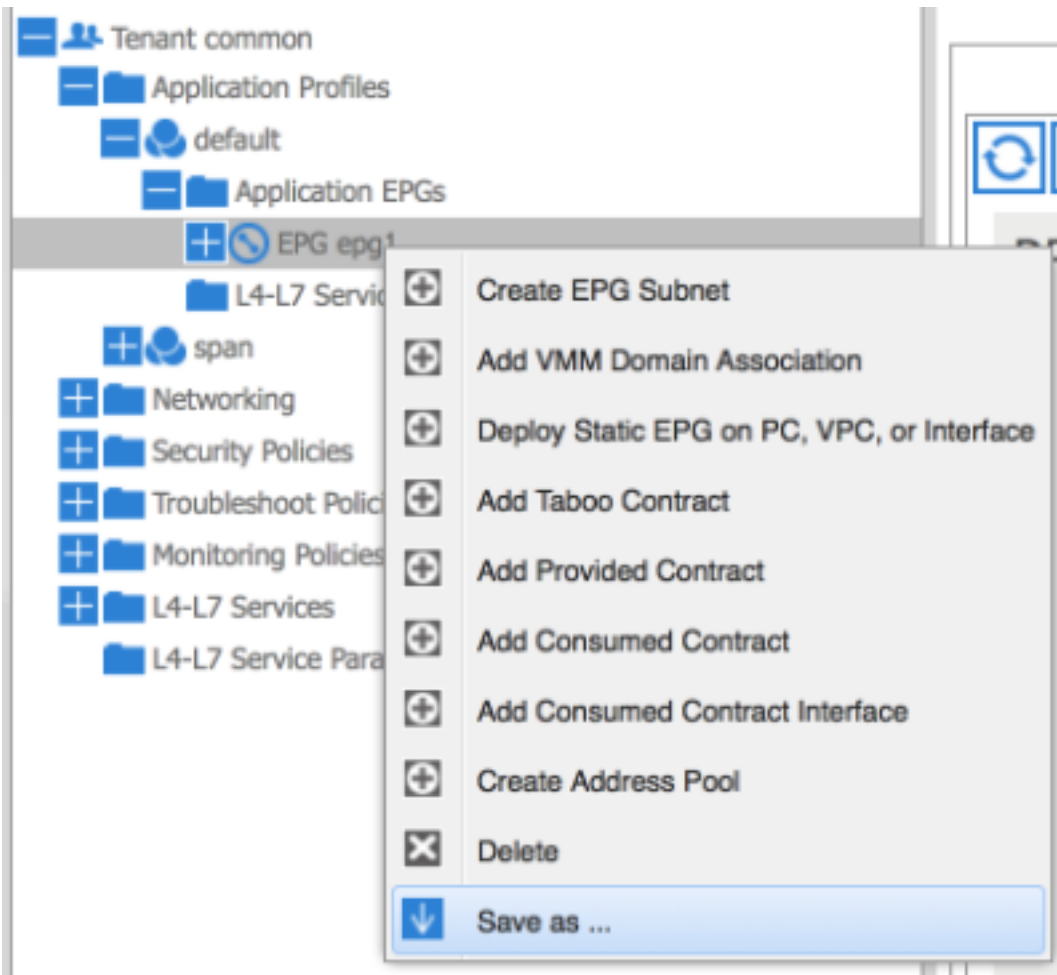 Tenant common
Application Profiles
default
Application EPGs
EPG epg1
L4-L7 Servic
span
Networking
Security Policies
Troubleshoot Polici
Monitoring Policies
L4-L7 Services
L4-L7 Service Para
Create EPG Subnet
Add VMM Domain Association
Deploy Static EPG on PC, VPC, or Interface
Add Taboo Contract
Add Provided Contract
Add Consumed Contract
Add Consumed Contract Interface
Create Address Pool
Delete
Save as ...